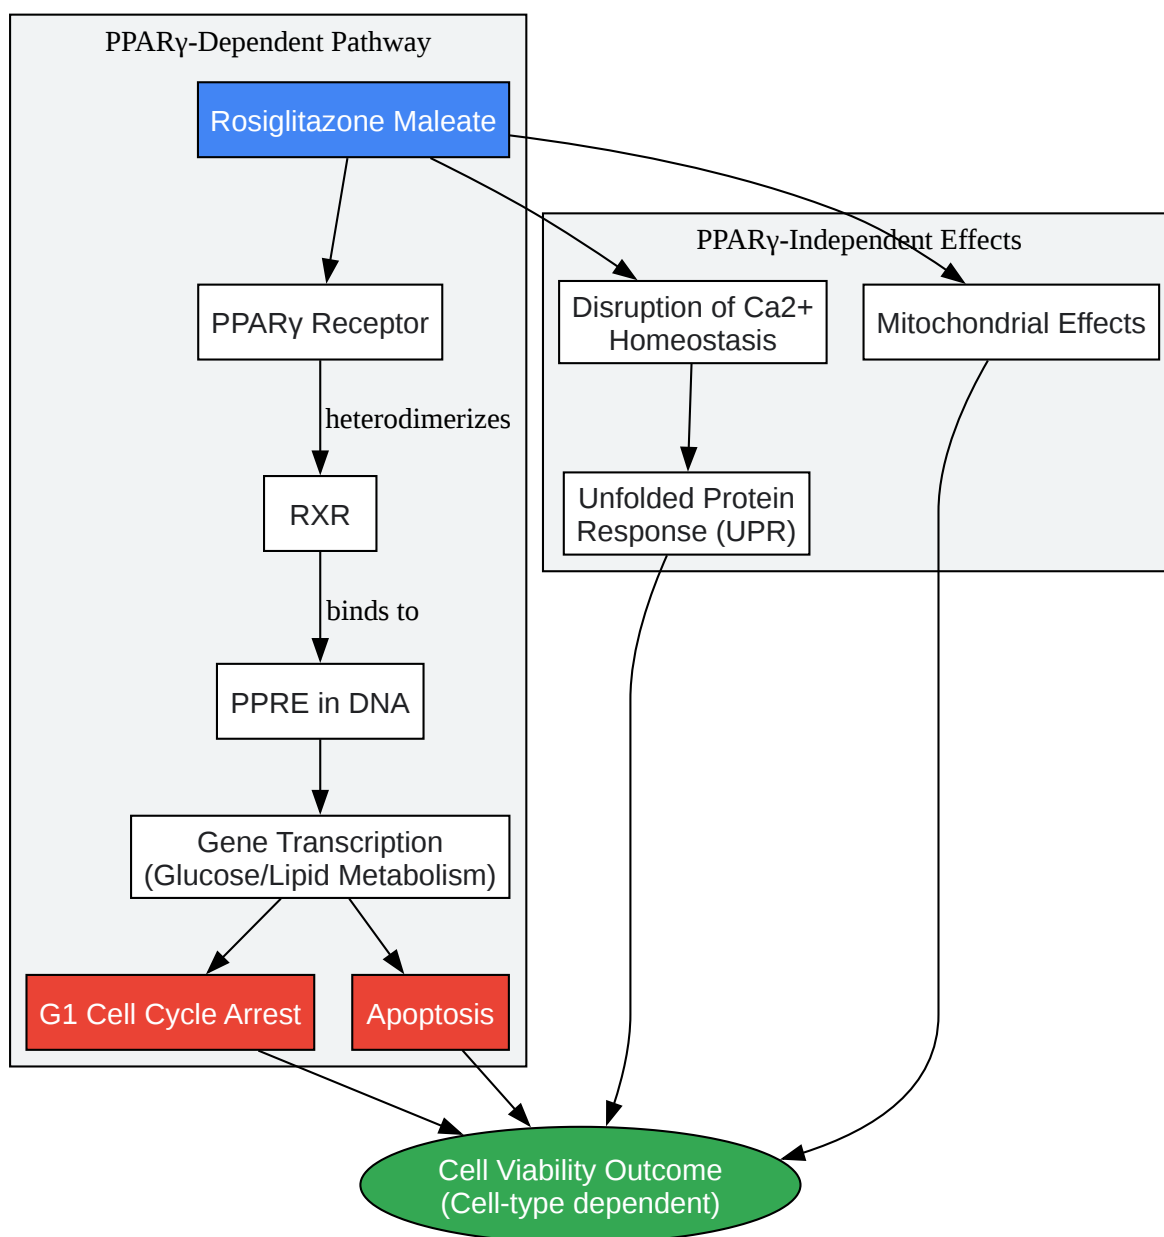 PPARγ-Dependent Pathway
Rosiglitazone Maleate
PPARγ-Independent Effects
PPARγ Receptor
Disruption of Ca2+
Homeostasis
Mitochondrial Effects
heterodimerizes
RXR
Unfolded Protein
Response (UPR)
binds to
PPRE in DNA
Gene Transcription
(Glucose/Lipid Metabolism)
G1 Cell Cycle Arrest
Apoptosis
Cell Viability Outcome
(Cell-type dependent)